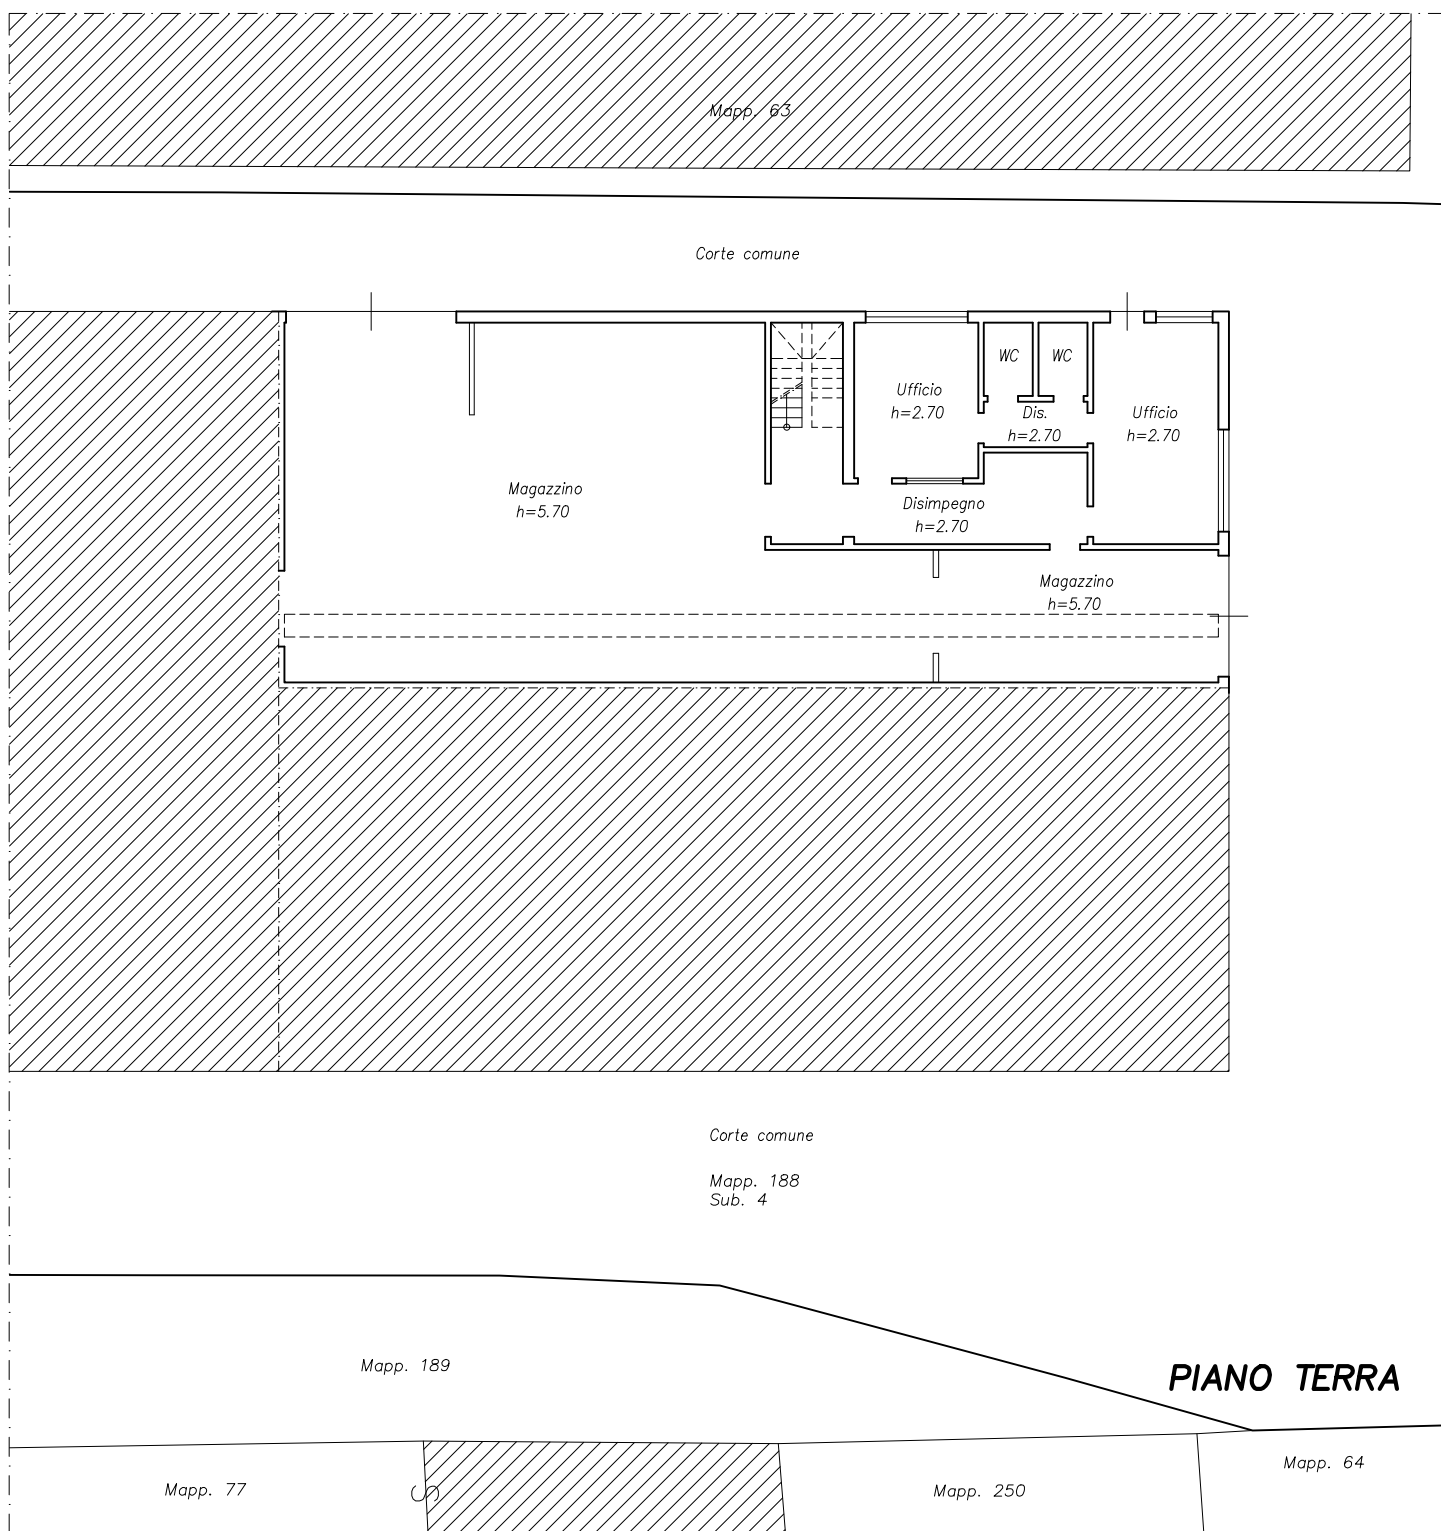 Mapp. 63
Corte comune
WC
WC
Ufficio
h=2.70
Dis.
h=2.70
Ufficio
h=2.70
Magazzino
h=5.70
Disimpegno
h=2.70
Magazzino
h=5.70
Corte comune
Mapp. 188
Sub. 4
Mapp. 189
PIANO TERRA
Mapp. 77
S
Mapp. 250
Mapp. 64